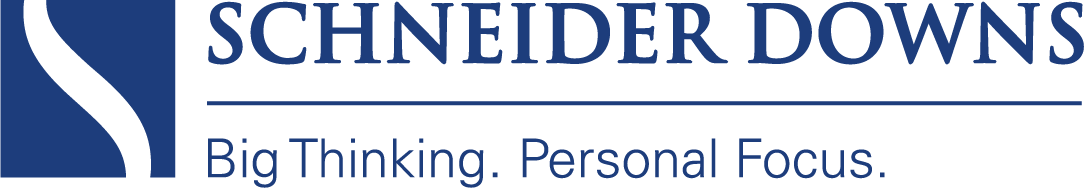 SCHNEIDER DOWNS
Big Thinking. Personal Focus.